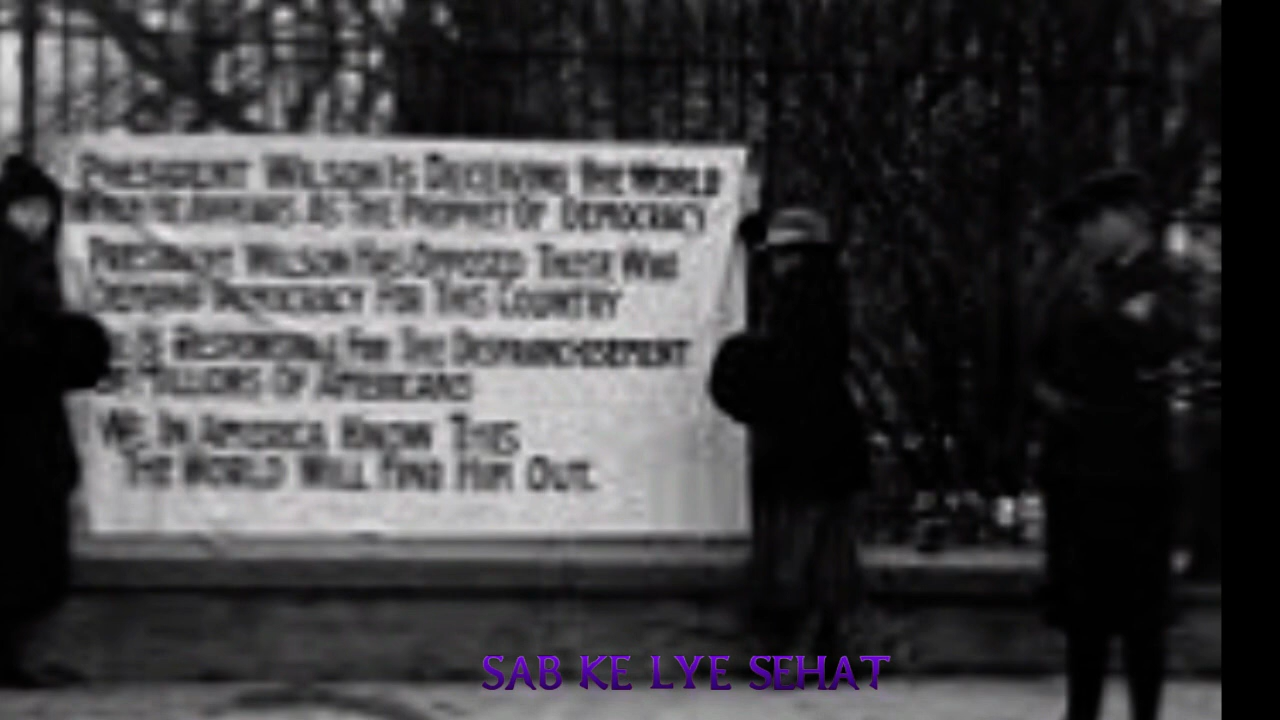 PRESIDENT WILSON IS DECEIVING THE WORLD
WHEN HE APPEARS AS THE PROPHET OF DEMOCRACY
PRESIDENT WILSON HAS OPPOSED THOSE WHO
DEMAND DEMOCRACY FOR THIS COUNTRY
HE IS RESPONSIBLE FOR THE DISFRANCHISEMENT
OF MILLIONS OF AMERICANS
WE IN AMERICA KNOW THIS
THE WORLD WILL FIND HIM OUT.
SAB KE LYE SEHAT